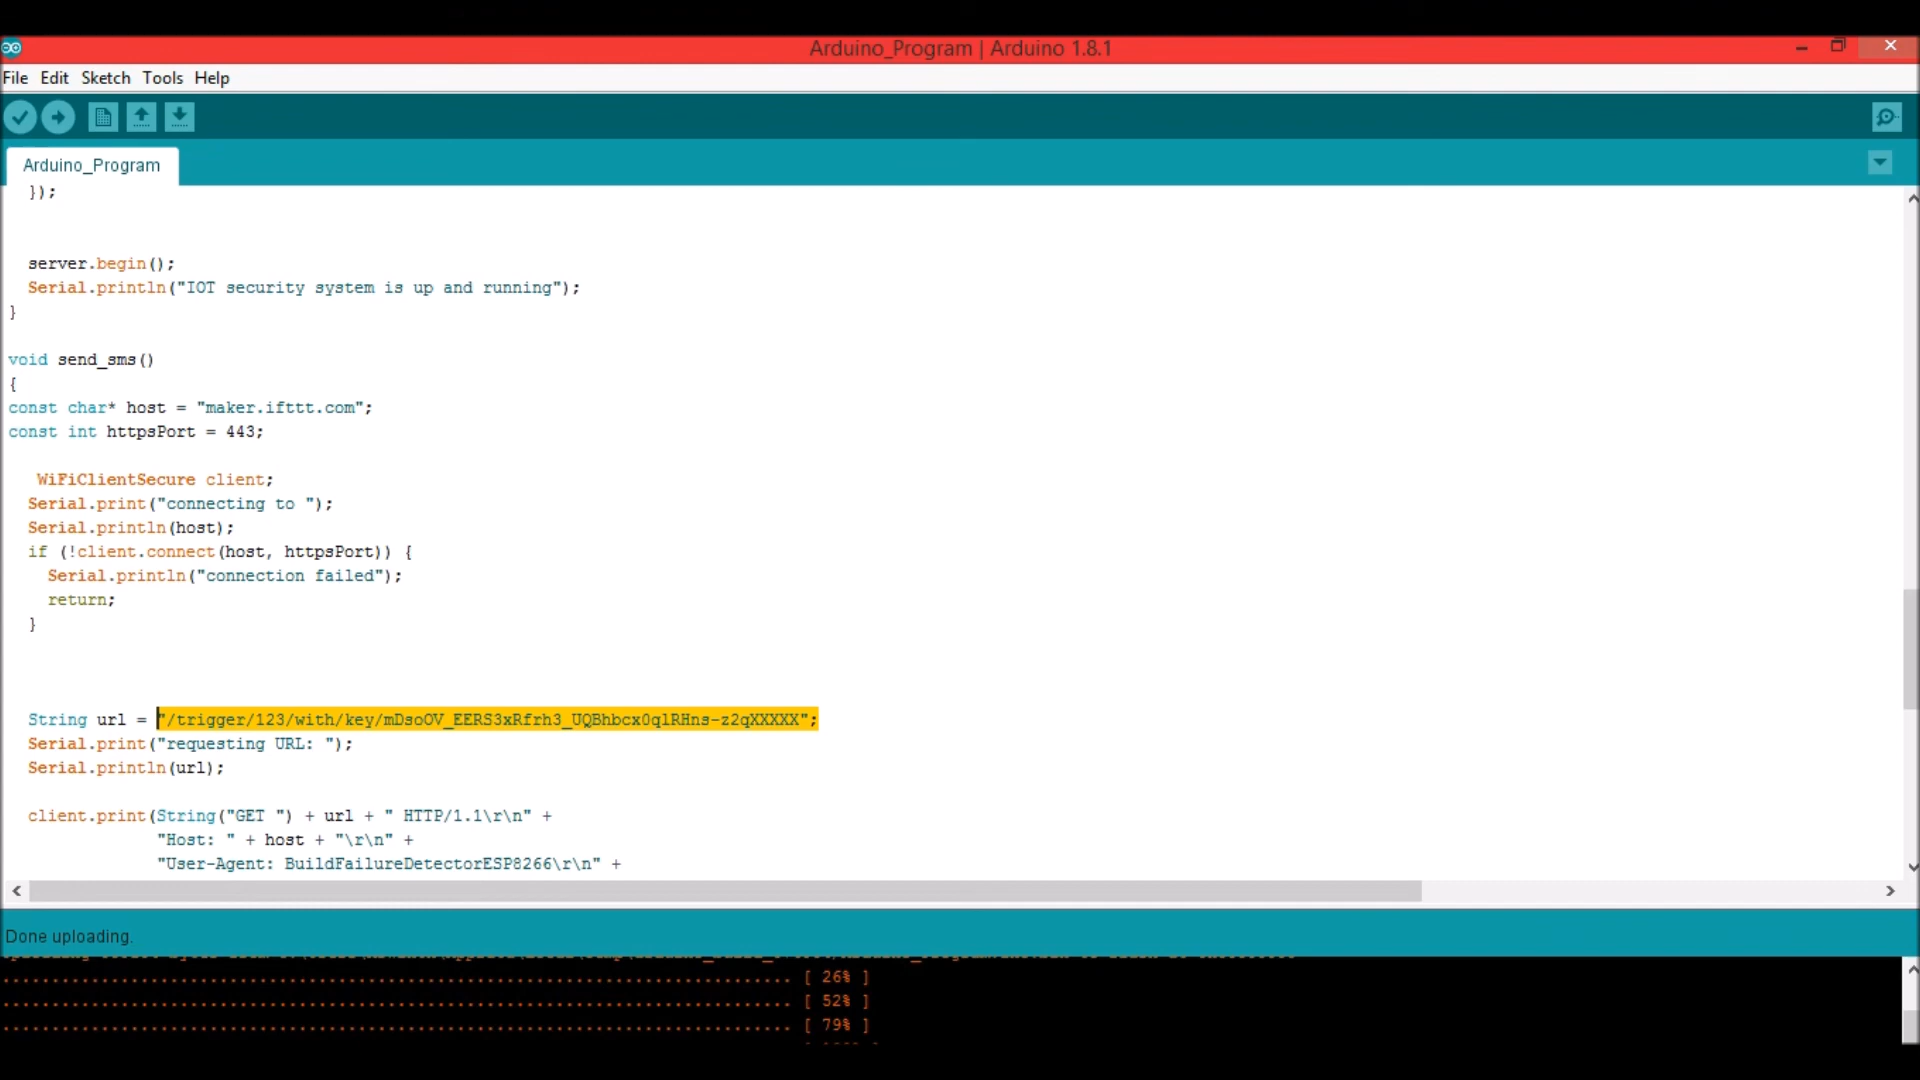 Arduino_Program | Arduino 1.8.1
File Edit Sketch Tools Help
Arduino_Program
});
server.begin();
Serial.println("IOT security system is up and running");
}
void send_sms()
{
const char* host = "maker.ifttt.com";
const int httpsPort = 443;
WiFiClientSecure client;
Serial.print("connecting to ");
Serial.println(host);
if (!client.connect(host, httpsPort)) {
Serial.println("connection failed");
return;
}
String url = "/trigger/123/with/key/mDsoOV_EERS3xRfrh3_UQBhbcx0qlRHns-z2qXXXXX";
Serial.print("requesting URL: ");
Serial.println(url);
client.print(String("GET ") + url + " HTTP/1.1\r\n" +
"Host: " + host + "\r\n" +
"User-Agent: BuildFailureDetectorESP8266\r\n" +
Done uploading.
................................................................................ [ 26% ]
................................................................................ [ 52% ]
................................................................................ [ 79% ]